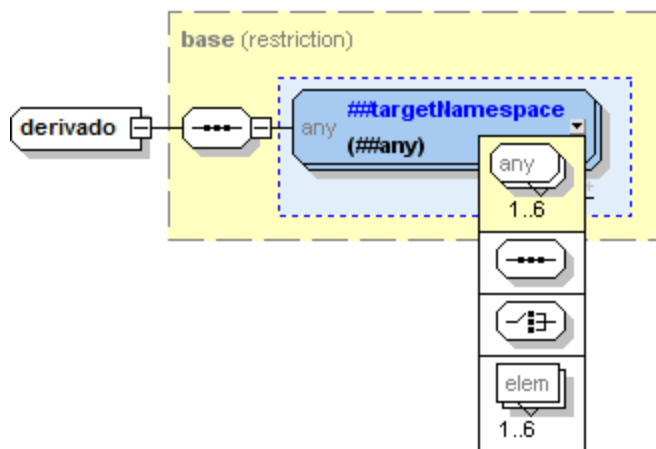 base (restriction)
derivado
any
##targetNamespace
(##any)
any
1..6
elem
1..6